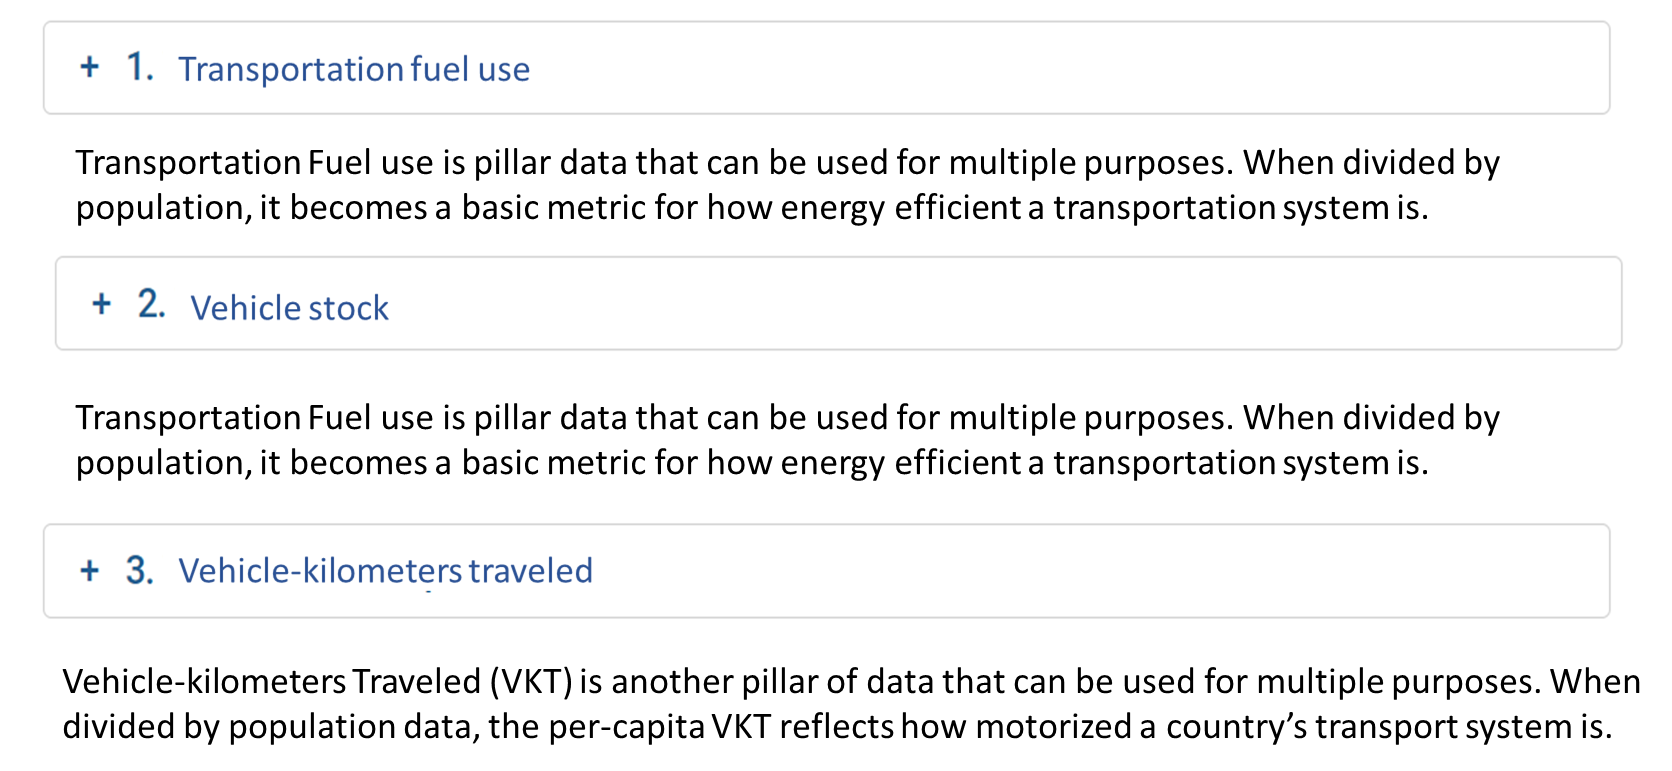 + 1. Transportation fuel use
Transportation Fuel use is pillar data that can be used for multiple purposes. When divided by
population, it becomes a basic metric for how energy efficient a transportation system is.
+ 2. Vehicle stock
Transportation Fuel use is pillar data that can be used for multiple purposes. When divided by
population, it becomes a basic metric for how energy efficient a transportation system is.
+ 3. Vehicle-kilometers traveled
Vehicle-kilometers Traveled (VKT) is another pillar of data that can be used for multiple purposes. When
divided by population data, the per-capita VKT reflects how motorized a country’s transport system is.